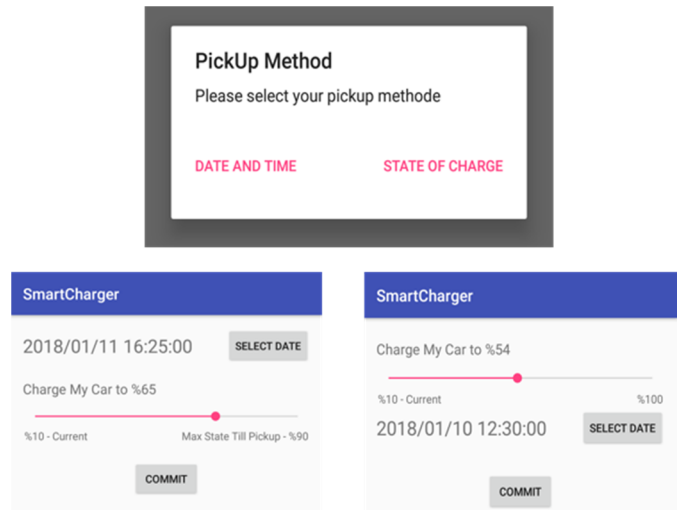 PickUp Method
Please select your pickup methode
DATE AND TIME
STATE OF CHARGE
SmartCharger
2018/01/11 16:25:00
SELECT DATE
Charge My Car to %65
%10 - Current
Max State Till Pickup - %90
COMMIT
SmartCharger
Charge My Car to %54
%10 - Current
%100
2018/01/10 12:30:00
SELECT DATE
COMMIT